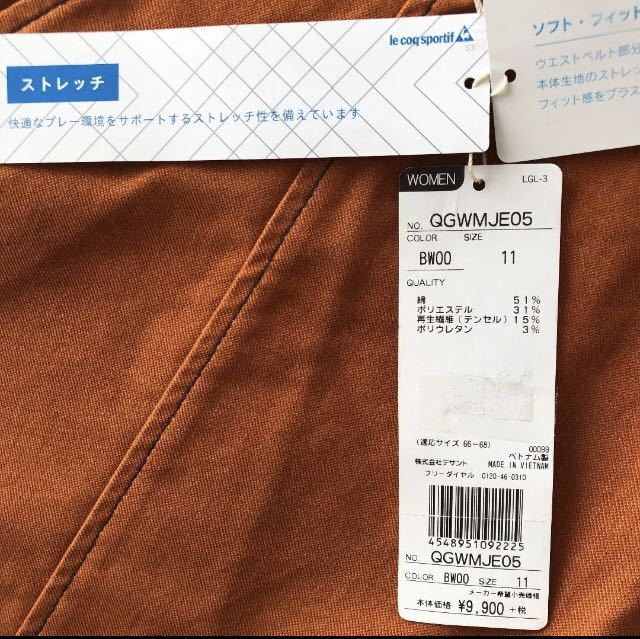 le coq sportif
ストレッチ
快適なプレー環境をサポートするストレッチ性を備えています
ソフト・フィット
ウエストベルト部分
本体生地のストレッ
フィット感をプラス
WOMEN LGL-3
NO. QGWMJE05
COLOR SIZE
BW00 11
QUALITY
綿 51%
ポリエステル 31%
再生繊維(テンセル) 15%
ポリウレタン 3%
(適応サイズ 66-68)
00099
ベトナム製
株式会社デサント MADE IN VIETNAM
フリーダイヤル 0120-46-0310
4548951092225
NO. QGWMJE05
COLOR BW00 SIZE 11
メーカー希望小売価格
本体価格 ¥9,900 +税